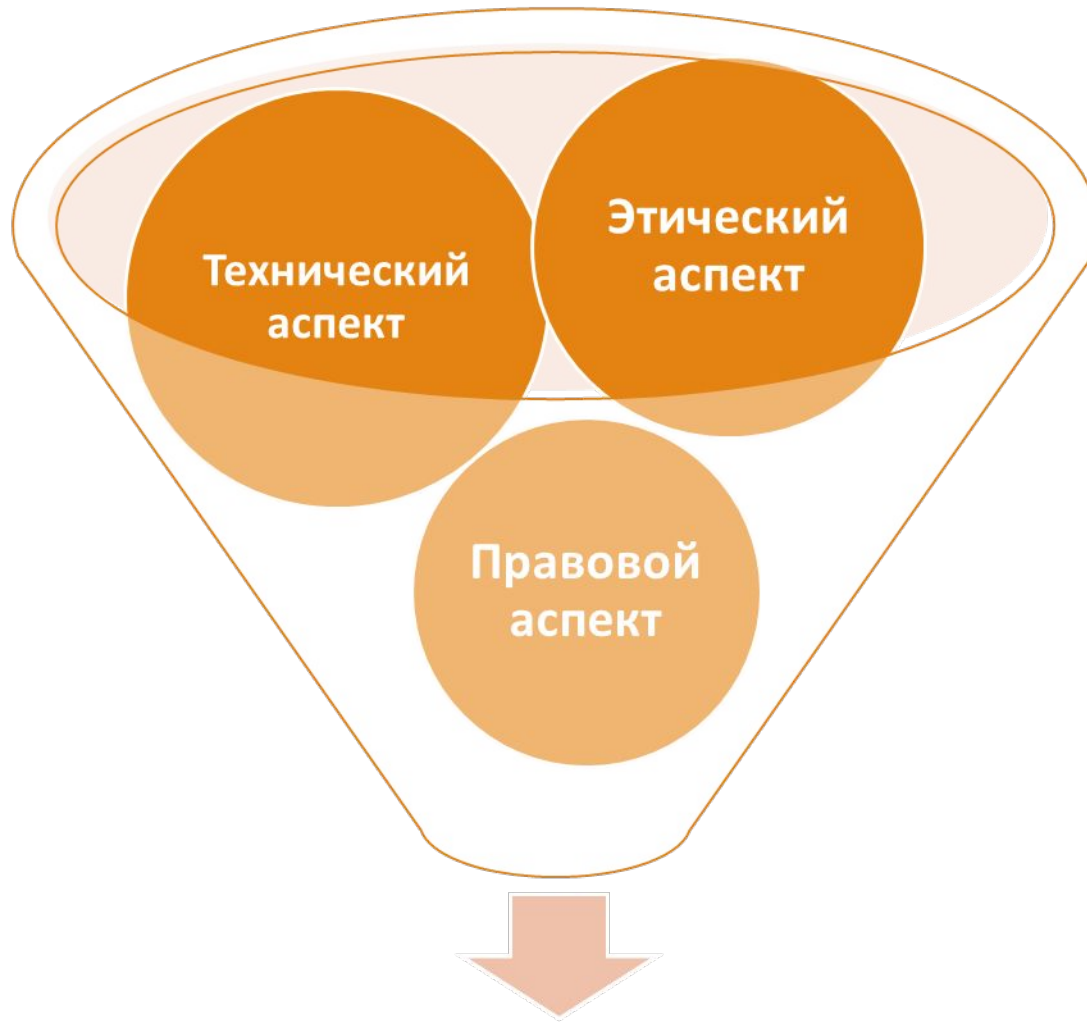 Технический
аспект
Этический
аспект
Правовой
аспект